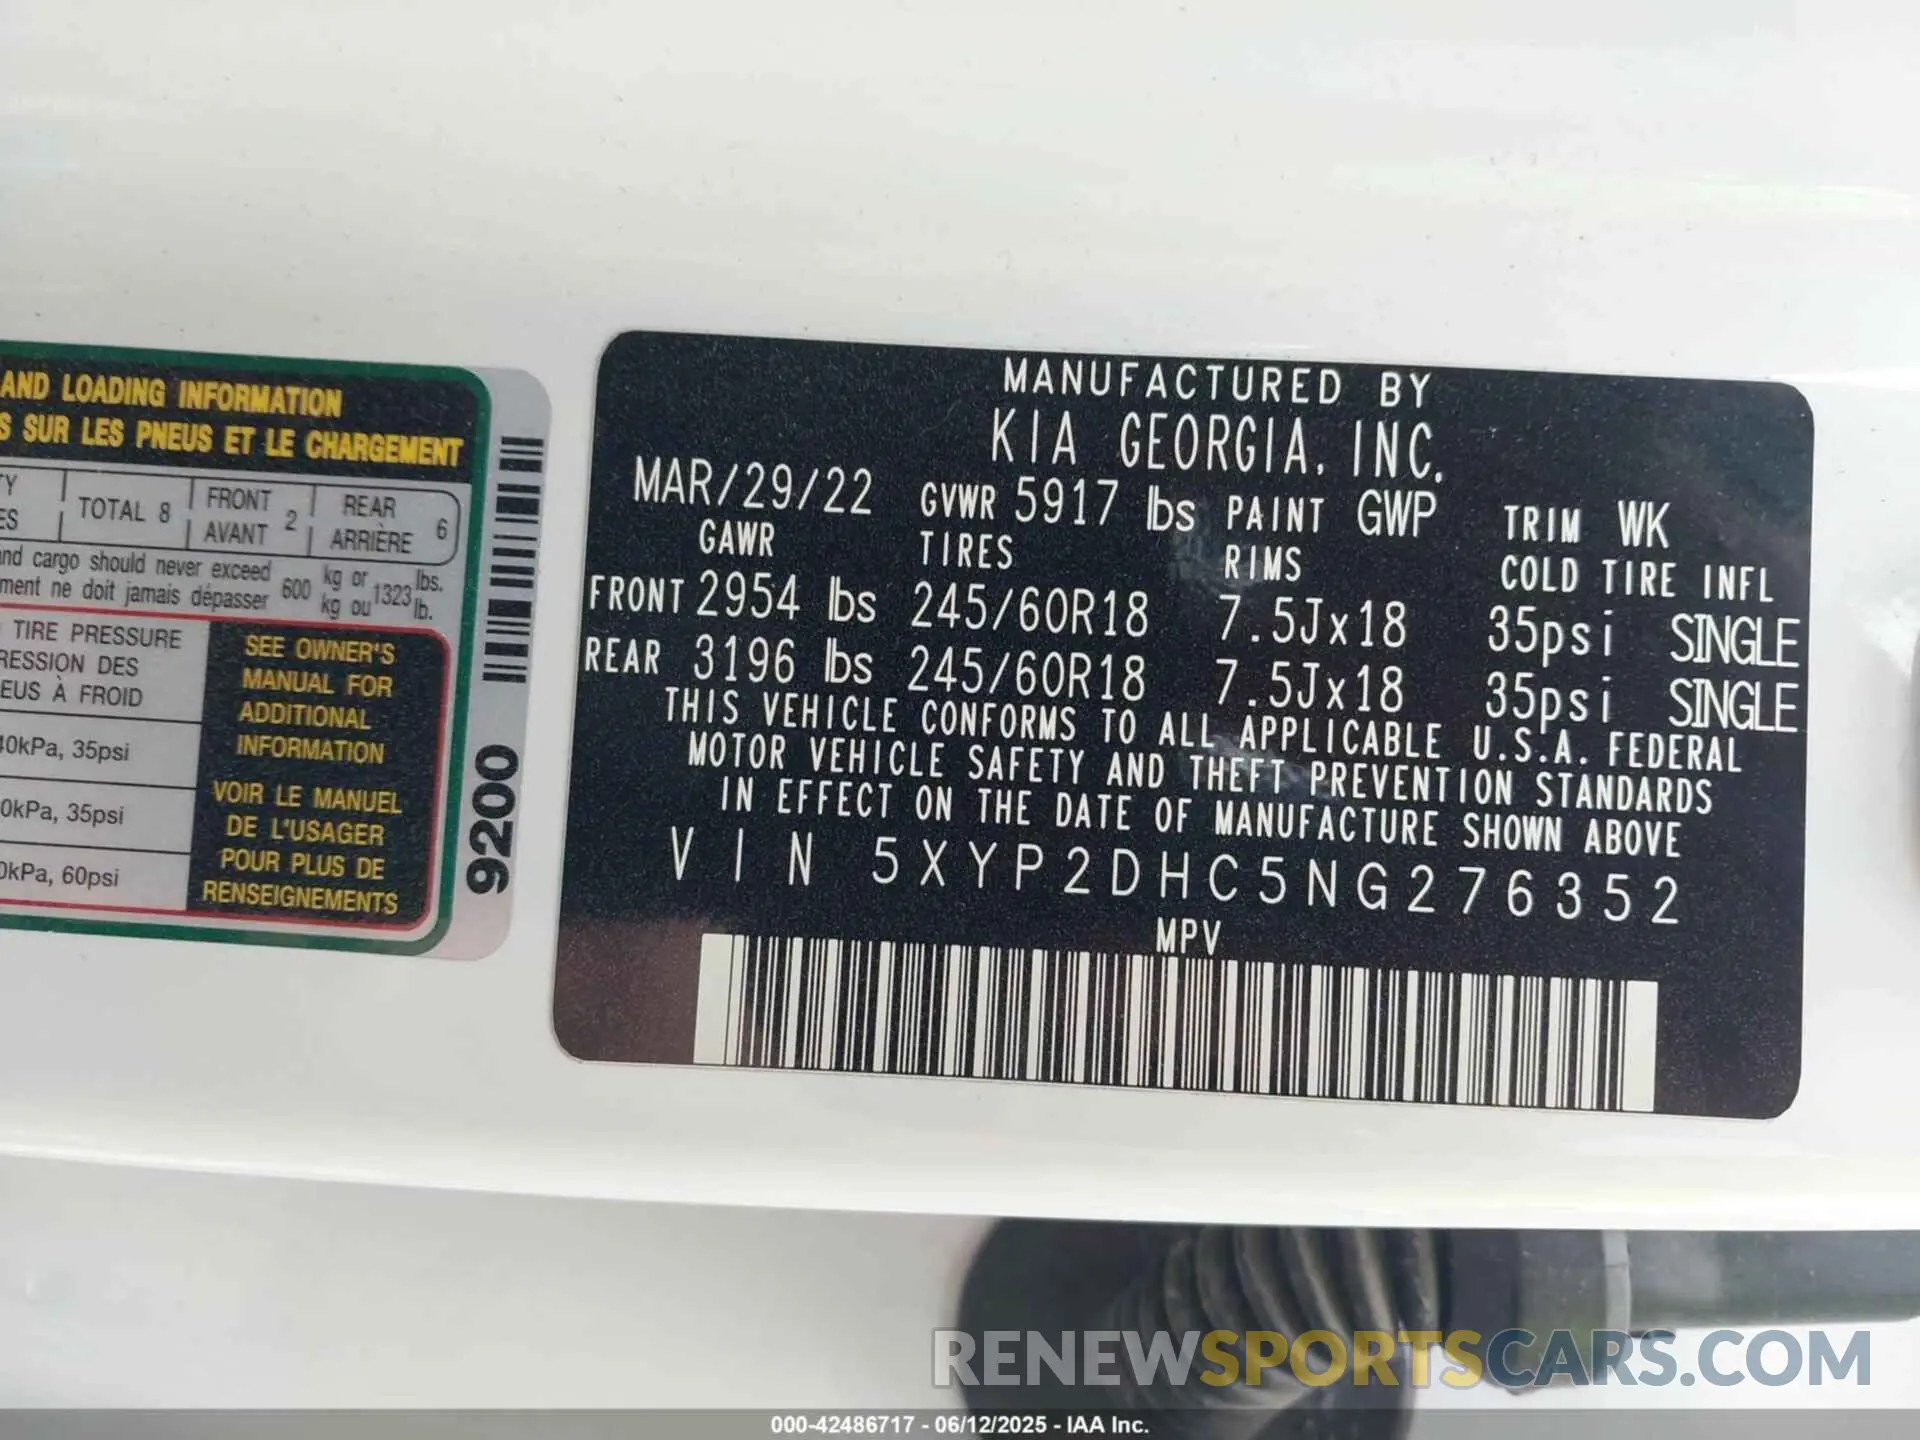 AND LOADING INFORMATION
S SUR LES PNEUS ET LE CHARGEMENT
TY
ES
TOTAL 8
FRONT
AVANT
2
REAR
ARRIÈRE
6
and cargo should never exceed
ment ne doit jamais dépasser
600
kg or
kg ou
1323
lbs.
lb.
TIRE PRESSURE
RESSION DES
EUS À FROID
40kPa, 35psi
0kPa, 35psi
0kPa, 60psi
SEE OWNER'S
MANUAL FOR
ADDITIONAL
INFORMATION
VOIR LE MANUEL
DE L'USAGER
POUR PLUS DE
RENSEIGNEMENTS
9200
MANUFACTURED BY
KIA GEORGIA, INC.
MAR/29/22 GVWR 5917 lbs PAINT GWP TRIM WK
GAWR TIRES RIMS COLD TIRE INFL
FRONT 2954 lbs 245/60R18 7.5Jx18 35psi SINGLE
REAR 3196 lbs 245/60R18 7.5Jx18 35psi SINGLE
THIS VEHICLE CONFORMS TO ALL APPLICABLE U.S.A. FEDERAL
MOTOR VEHICLE SAFETY AND THEFT PREVENTION STANDARDS
IN EFFECT ON THE DATE OF MANUFACTURE SHOWN ABOVE
VIN 5XYP2DHC5NG276352
MPV
RENEWSPORTSCARS.COM
000-42486717 - 06/12/2025 - IAA Inc.